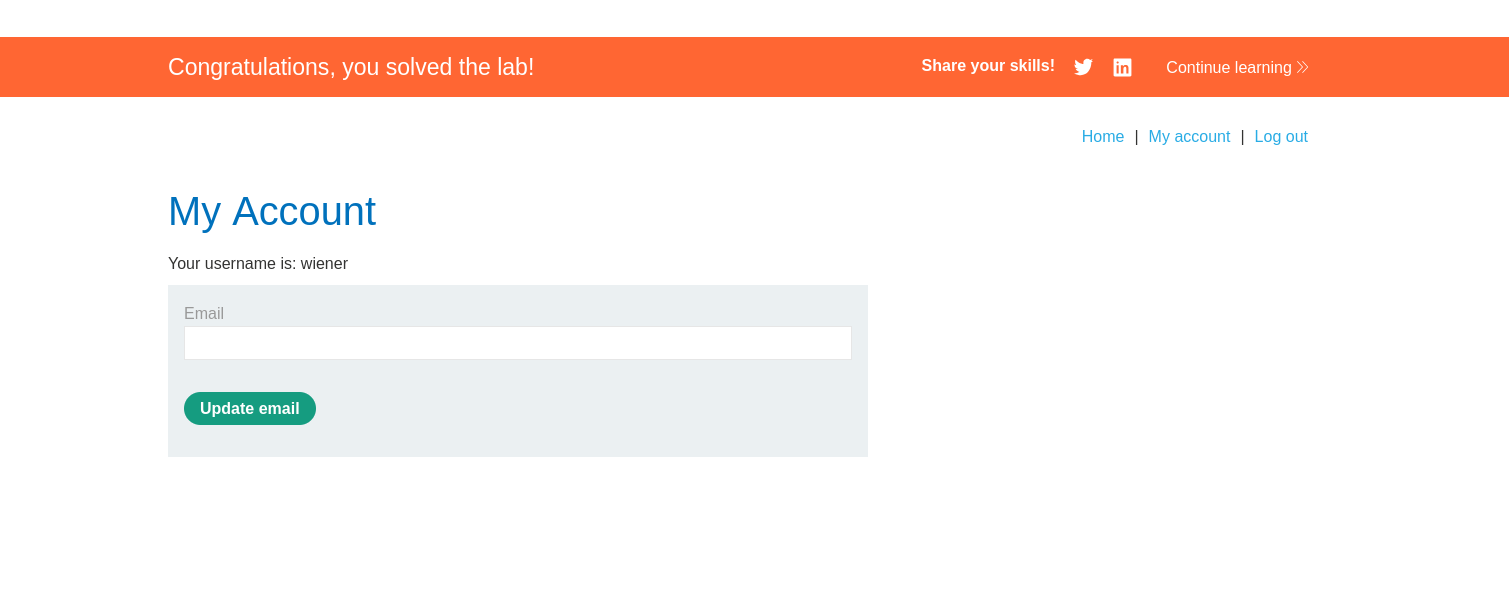 Congratulations, you solved the lab!
Share your skills! Continue learning
Home | My account | Log out
My Account
Your username is: wiener
Email
Update email